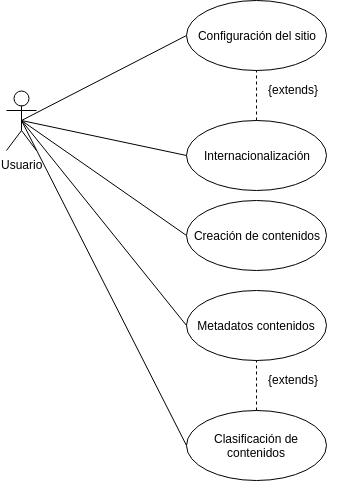 Configuración del sitio
{extends}
Usuario
Internacionalización
Creación de contenidos
Metadatos contenidos
{extends}
Clasificación de
contenidos